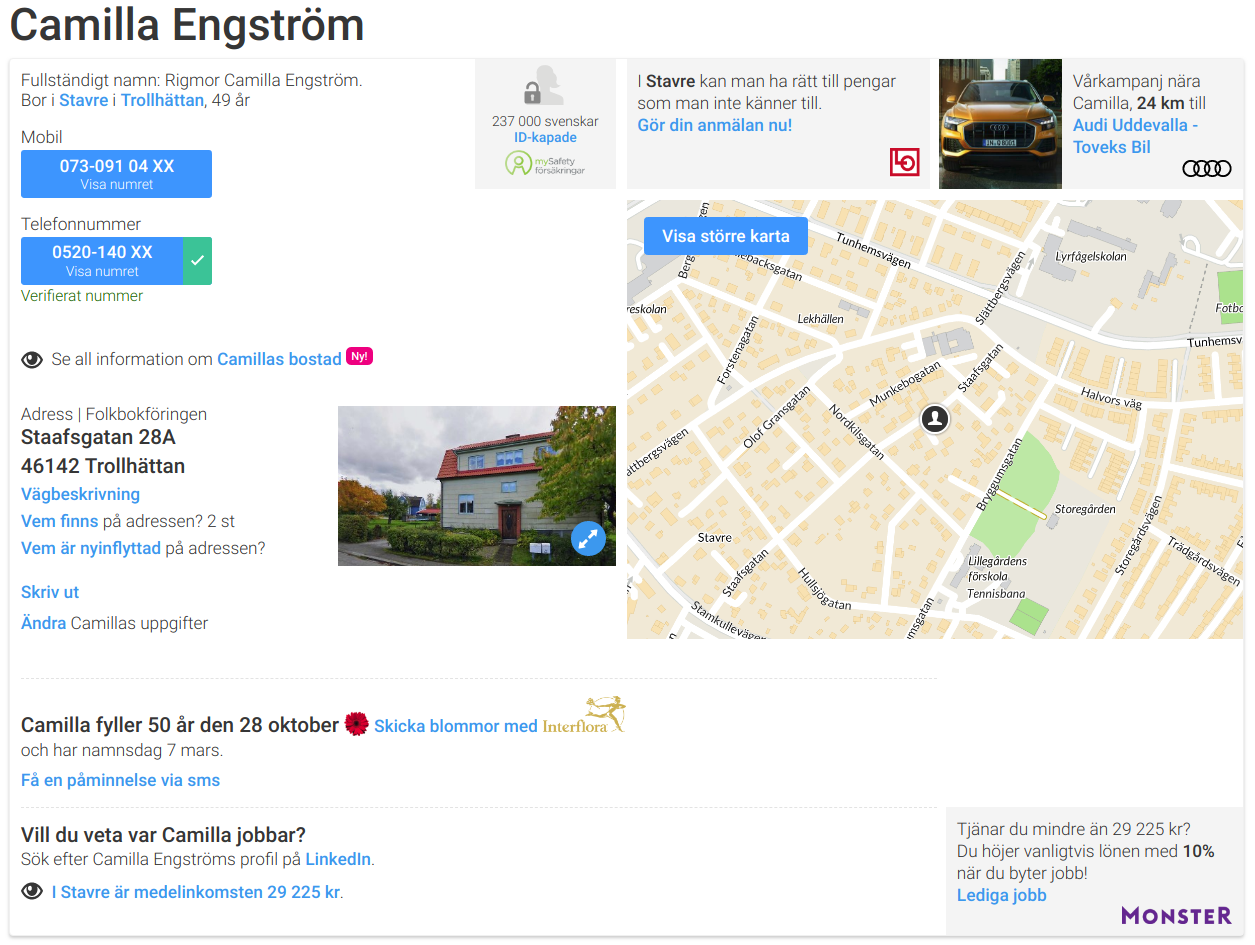 Camilla Engström
Fullständigt namn: Rigmor Camilla Engström.
Bor i Stavre i Trollhättan, 49 år
Mobil
073-091 04 XX
Visa numret
Telefonnummer
0520-140 XX
Visa numret
Verifierat nummer
Se all information om Camillas bostad Ny!
Adress | Folkbokföringen
Staafsgatan 28A
46142 Trollhättan
Vägbeskrivning
Vem finns på adressen? 2 st
Vem är nyinflyttad på adressen?
Skriv ut
Ändra Camillas uppgifter
237 000 svenskar
ID-kapade
mySafety
försäkringar
I Stavre kan man ha rätt till pengar
som man inte känner till.
Gör din anmälan nu!
LO
Vårkampanj nära
Camilla, 24 km till
Audi Uddevalla -
Toveks Bil
Visa större karta
Tunhemsvägen
Lyrfågelskolan
Slättbergsvägen
Lekhällen
Tunhemsv
Forstenagatan
Staafsgatan
Munkebogatan
Halvors väg
Olof Gransgatan
Nordkilsgatan
Bryggumsgatan
Storegården
Storegårdsvägen
Stavre
Trädgårdsvägen
Staafsgatan
Hullsjögatan
Lillegårdens
förskola
Tennisbana
Camilla fyller 50 år den 28 oktober Skicka blommor med Interflora
och har namnsdag 7 mars.
Få en påminnelse via sms
Vill du veta var Camilla jobbar?
Sök efter Camilla Engströms profil på LinkedIn.
I Stavre är medelinkomsten 29 225 kr.
Tjänar du mindre än 29 225 kr?
Du höjer vanligtvis lönen med 10%
när du byter jobb!
Lediga jobb
MONSTER